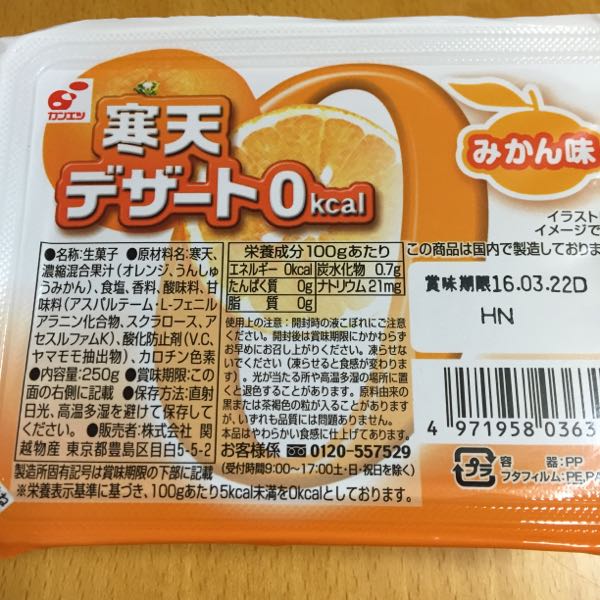 カンエツ
寒天
デザート0kcal
みかん味
イラスト
イメージで
この商品は国内で製造しておりま
●名称:生菓子 ●原材料名:寒天、
濃縮混合果汁(オレンジ、うんしゅ
うみかん)、食塩、香料、酸味料、甘
味料(アスパルテーム・L-フェニル
アラニン化合物、スクラロース、ア
セスルファムK)、酸化防止剤(V.C、
ヤマモモ抽出物)、カロチン色素
●内容量:250g ●賞味期限:この
面の右側に記載 ●保存方法:直射
日光、高温多湿を避けて保存して
ください。 ●販売者:株式会社 関
越物産 東京都豊島区目白5-5-2
栄養成分100gあたり
エネルギー 0kcal 炭水化物 0.7g
たんぱく質 0g ナトリウム 21mg
脂質 0g
使用上の注意:開封時の液こぼれにご注意
ください。開封後は賞味期限にかかわらず
お早めにお召し上がりください。凍らせな
いでください(凍らせると食感が変わりま
す)。光が当たる所や高温多湿の場所に置
くと退色することがあります。原料由来の
黒または茶褐色の粒が入ることがあります
が、いずれも品質には問題ありません。
本品はやわらかい食感に仕上げてあります。
お客様係 0120-557529
(受付時間9:00~17:00土・日・祝日を除く)
製造所固有記号は賞味期限の下部に記載
※栄養表示基準に基づき、100gあたり5kcal未満を0kcalとしております。
賞味期限16.03.22D
HN
4 971958 0363
プラ
容器:PP
フタフィルム:PE,PA